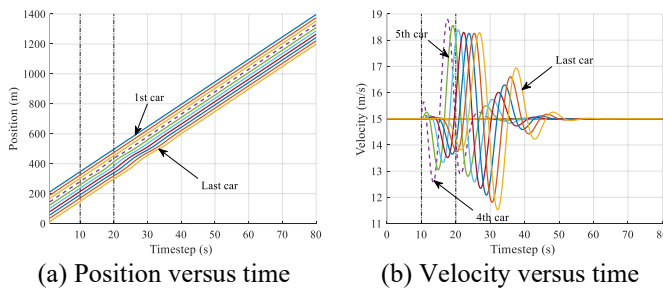 1400
1200
1000
800
600
400
200
0
Position (m)
1st car
Last car
0 10 20 30 40 50 60 70 80
Timestep (s)
(a) Position versus time
19
18
17
16
15
14
13
12
11
Velocity (m/s)
5th car
Last car
4th car
0 10 20 30 40 50 60 70 80
Timestep (s)
(b) Velocity versus time